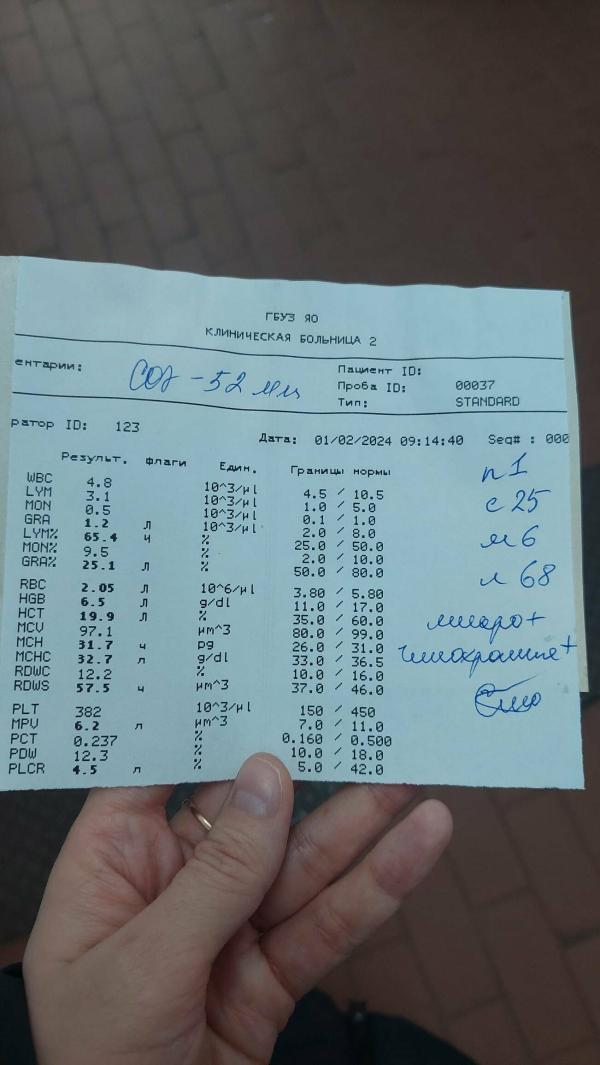 ГБУЗ ЯО
КЛИНИЧЕСКАЯ БОЛЬНИЦА 2
ентарии: СОЭ - 52 мм
Пациент ID:
Проба ID: 00037
Тип: STANDARD
ратор ID: 123
Дата: 01/02/2024 09:14:40 Seq# : 000
Результ. Флаги Един. Границы нормы
WBC 4.8 10^3/µl 4.5 / 10.5
LYM 3.1 10^3/µl 1.0 / 5.0
MON 0.5 10^3/µl 0.1 / 1.0
GRA 1.2 Л 10^3/µl 2.0 / 8.0
LYM% 65.4 Ч % 25.0 / 50.0
MON% 9.5 % 2.0 / 10.0
GRA% 25.1 Л % 50.0 / 80.0
RBC 2.05 Л 10^6/µl 3.80 / 5.80
HGB 6.5 Л g/dl 11.0 / 17.0
HCT 19.9 Л % 35.0 / 60.0
MCV 97.1 µm^3 80.0 / 99.0
MCH 31.7 Ч pg 26.0 / 31.0
MCHC 32.7 Л g/dl 33.0 / 36.5
RDWC 12.2 % 10.0 / 16.0
RDWS 57.5 Ч µm^3 37.0 / 46.0
PLT 382 10^3/µl 150 / 450
MPV 6.2 Л µm^3 7.0 / 11.0
PCT 0.237 % 0.160 / 0.500
PDW 12.3 % 10.0 / 18.0
PLCR 4.5 Л % 5.0 / 42.0
п 1
с 25
м 6
л 68
микро +
гипохромия +